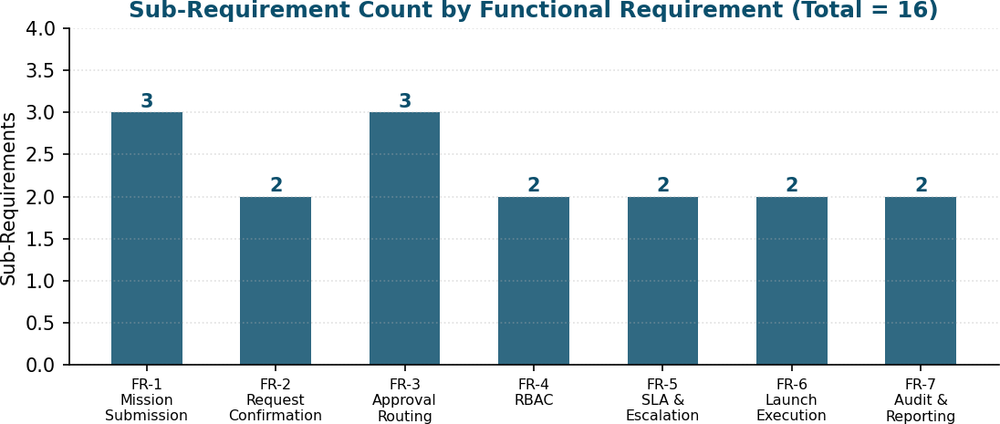 Sub-Requirement Count by Functional Requirement (Total = 16)
Sub-Requirements
4.0
3.5
3.0
2.5
2.0
1.5
1.0
0.5
0.0
3
2
3
2
2
2
2
FR-1
Mission
Submission
FR-2
Request
Confirmation
FR-3
Approval
Routing
FR-4
RBAC
FR-5
SLA &
Escalation
FR-6
Launch
Execution
FR-7
Audit &
Reporting